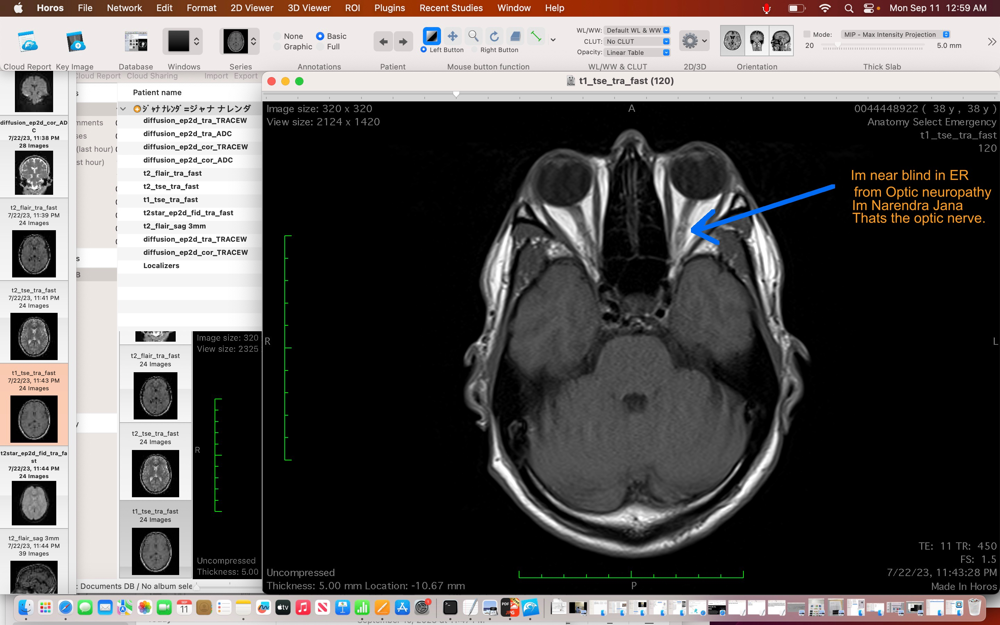 Horos File Network Edit Format 2D Viewer 3D Viewer ROI Plugins Recent Studies Window Help Mon Sep 11 12:59 AM
None Basic
Graphic Full
Left Button Right Button
WL/WW: Default WL & WW
CLUT: No CLUT
Opacity: Linear Table
Mode: MIP - Max Intensity Projection
20 5.0 mm
Cloud Report Key Image Database Windows Series Annotations Patient Mouse button function WL/WW & CLUT 2D/3D Orientation Thick Slab
Cloud Report Cloud Sharing Import Export
t1_tse_tra_fast (120)
diffusion_ep2d_cor_AD
C
7/22/23, 11:38 PM
28 Images
t2_flair_tra_fast
7/22/23, 11:39 PM
24 Images
t2_tse_tra_fast
7/22/23, 11:41 PM
24 Images
t1_tse_tra_fast
7/22/23, 11:43 PM
24 Images
t2star_ep2d_fid_tra_fa
st
7/22/23, 11:44 PM
24 Images
t2_flair_sag 3mm
7/22/23, 11:44 PM
39 Images
s
mments
ses
(last hour)
st hour)
s
B
Patient name
ｼﾞｬﾅ ﾅﾚﾝﾀﾞ=ジャナ ナレンダ
diffusion_ep2d_tra_TRACEW
diffusion_ep2d_tra_ADC
diffusion_ep2d_cor_TRACEW
diffusion_ep2d_cor_ADC
t2_flair_tra_fast
t2_tse_tra_fast
t1_tse_tra_fast
t2star_ep2d_fid_tra_fast
t2_flair_sag 3mm
diffusion_ep2d_tra_TRACEW
diffusion_ep2d_cor_TRACEW
Localizers
t2_flair_tra_fast
24 Images
t2_tse_tra_fast
24 Images
t1_tse_tra_fast
24 Images
Image size: 320
View size: 2325
R
Uncompressed
Thickness: 5.00
: Documents DB / No album sele
Image size: 320 x 320
View size: 2124 x 1420
A
0044448922 ( 38 y , 38 y )
Anatomy Select Emergency
t1_tse_tra_fast
120
Im near blind in ER
from Optic neuropathy
Im Narendra Jana
Thats the optic nerve.
R
L
TE: 11 TR: 450
FS: 1.5
7/22/23, 11:43:28 PM
Made In Horos
Uncompressed
Thickness: 5.00 mm Location: -10.67 mm
P
SEP
11
tv
1
PDF
Free
JPG